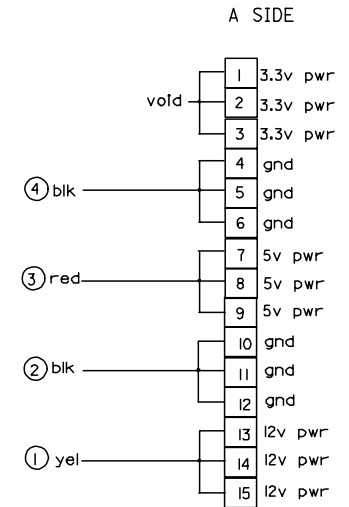 A SIDE
1 3.3v pwr
void 2 3.3v pwr
3 3.3v pwr
4 gnd
4 blk 5 gnd
6 gnd
7 5v pwr
3 red 8 5v pwr
9 5v pwr
10 gnd
2 blk 11 gnd
12 gnd
13 12v pwr
1 yel 14 12v pwr
15 12v pwr